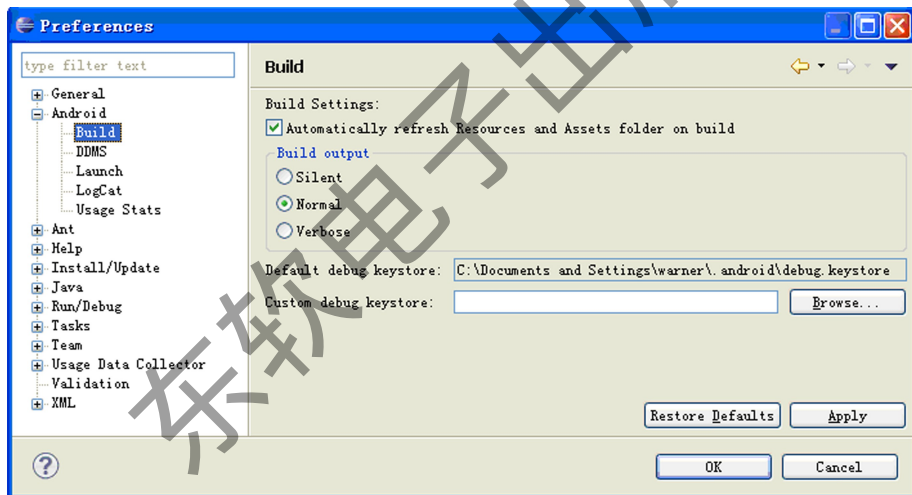 Preferences
type filter text
General
Android
Build
DDMS
Launch
LogCat
Usage Stats
Ant
Help
Install/Update
Java
Run/Debug
Tasks
Team
Usage Data Collector
Validation
XML
Build
Build Settings:
Automatically refresh Resources and Assets folder on build
Build output
Silent
Normal
Verbose
Default debug keystore: C:\Documents and Settings\warner\.android\debug.keystore
Custom debug keystore: Browse...
Restore Defaults Apply
? OK Cancel
东软电子出